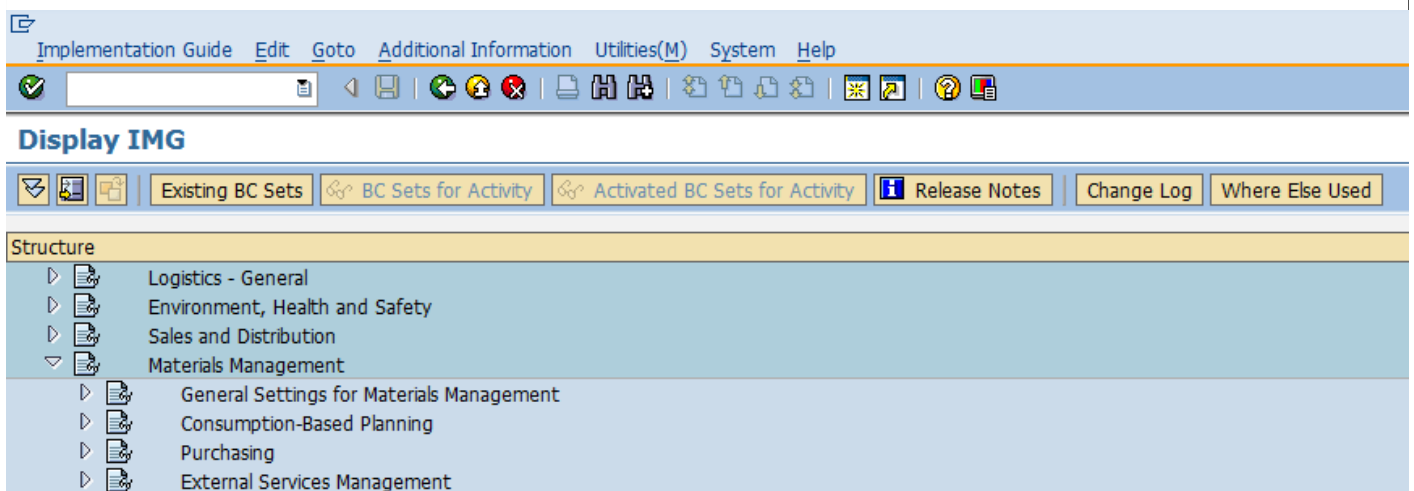 Implementation Guide Edit Goto Additional Information Utilities(M) System Help
Display IMG
Existing BC Sets BC Sets for Activity Activated BC Sets for Activity Release Notes Change Log Where Else Used
Structure
Logistics - General
Environment, Health and Safety
Sales and Distribution
Materials Management
General Settings for Materials Management
Consumption-Based Planning
Purchasing
External Services Management